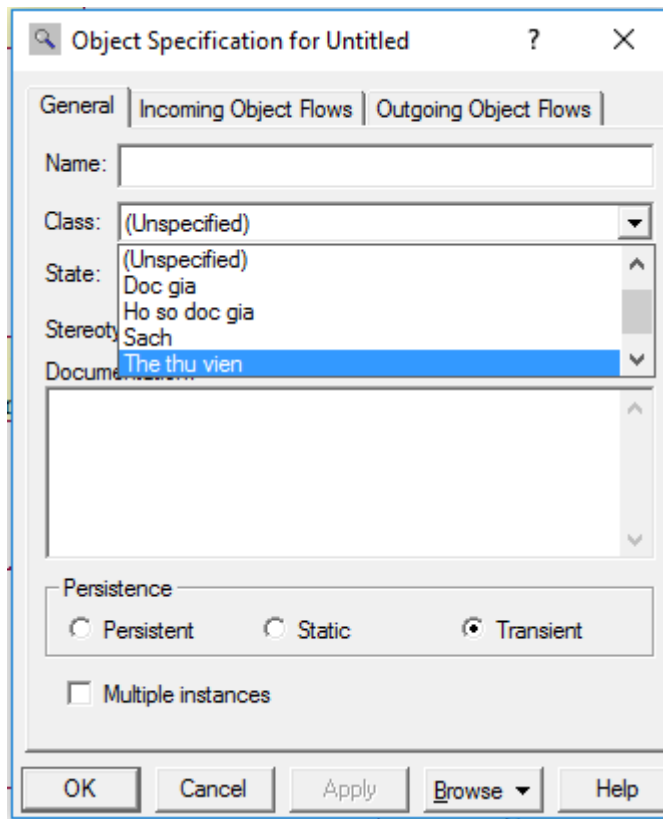 Object Specification for Untitled ?
General Incoming Object Flows Outgoing Object Flows
Name:
Class: (Unspecified)
(Unspecified)
State:
Doc gia
Ho so doc gia
Stereoty
Sach
The thu vien
Persistence
Persistent Static Transient
Multiple instances
OK Cancel Apply Browse Help